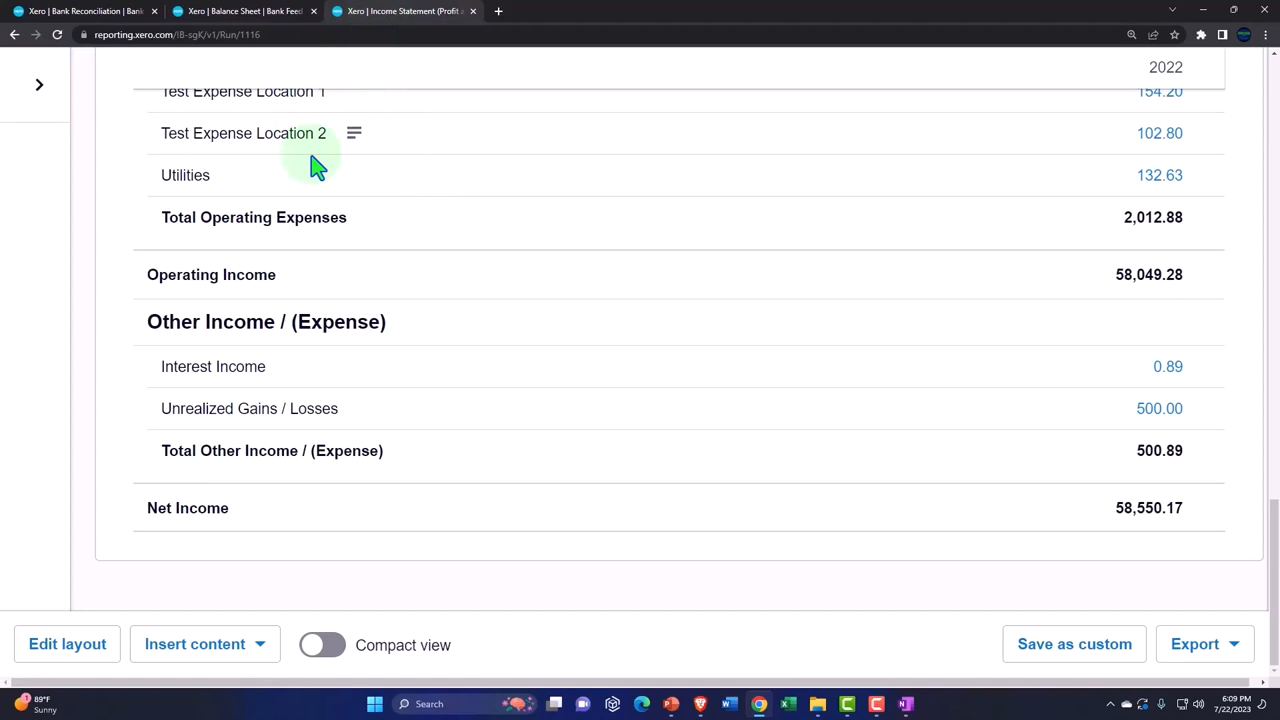 Xero | Bank Reconciliation | Bank
Xero | Balance Sheet | Bank Feed
Xero | Income Statement (Profit a
reporting.xero.com/!B-sgK/v1/Run/1116
2022
Test Expense Location 1 154.20
Test Expense Location 2 102.80
Utilities 132.63
Total Operating Expenses 2,012.88
Operating Income 58,049.28
Other Income / (Expense)
Interest Income 0.89
Unrealized Gains / Losses 500.00
Total Other Income / (Expense) 500.89
Net Income 58,550.17
Edit layout Insert content Compact view Save as custom Export
89°F
Sunny
Search
6:09 PM
7/22/2023